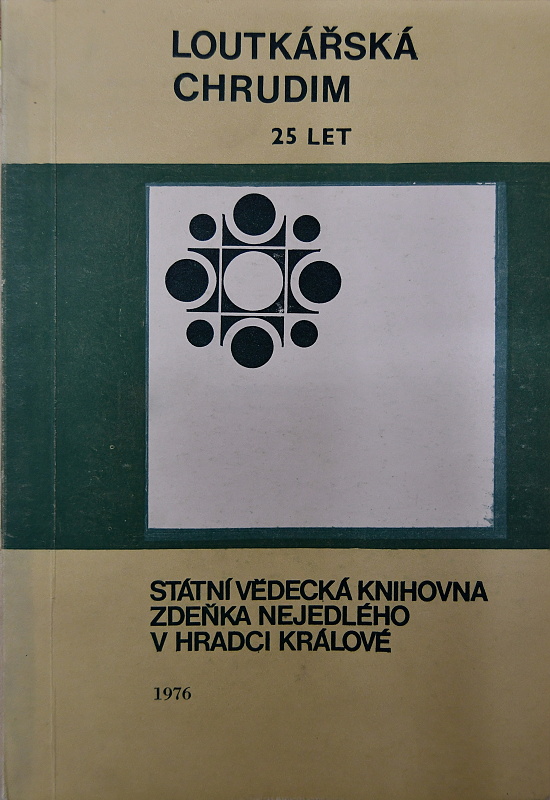 LOUTKÁŘSKÁ
CHRUDIM
25 LET
STÁTNÍ VĚDECKÁ KNIHOVNA
ZDEŇKA NEJEDLÉHO
V HRADCI KRÁLOVÉ
1976